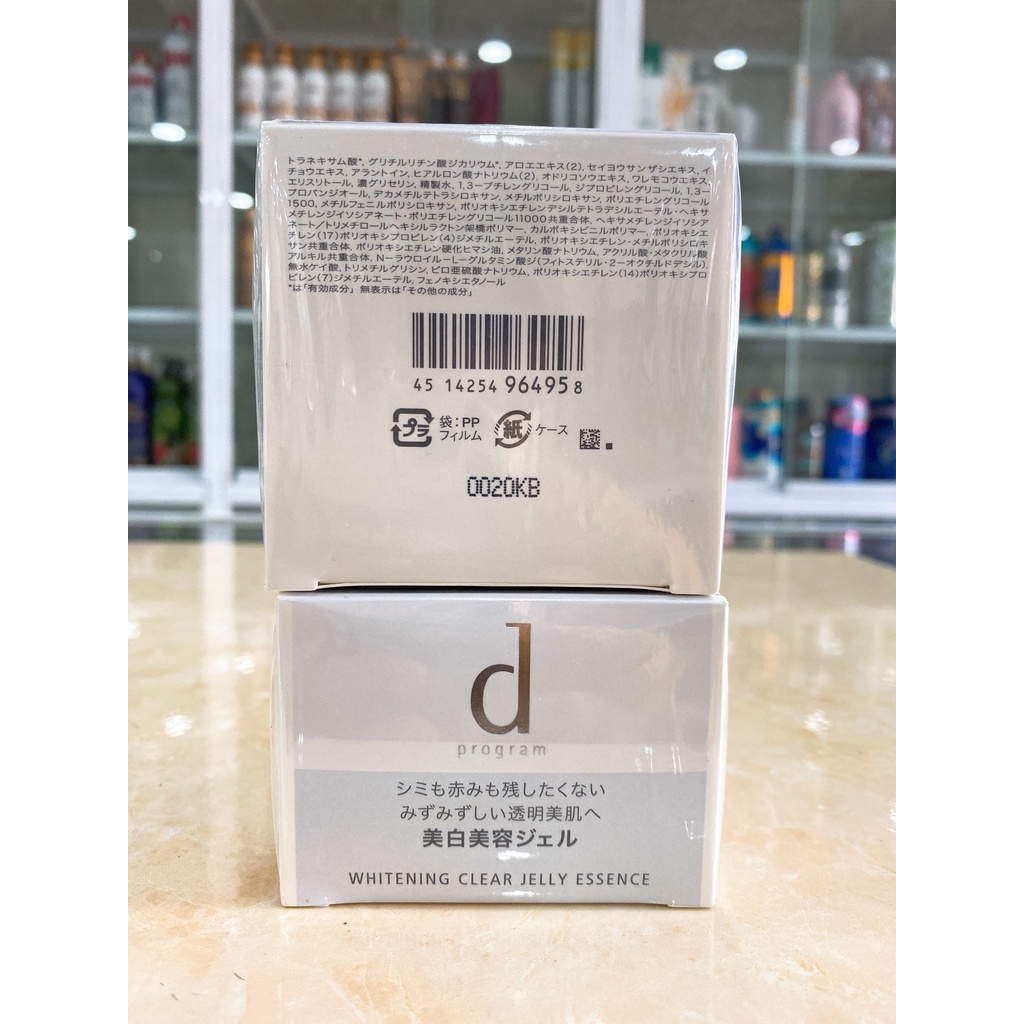 トラネキサム酸*, グリチルリチン酸ジカリウム*, アロエエキス(2), セイヨウサンザシエキス, イ
チョウエキス, アラントイン, ヒアルロン酸ナトリウム(2), オドリコソウエキス, ワレモコウエキス,
エリスリトール, 濃グリセリン, 精製水, 1,3-ブチレングリコール, ジプロピレングリコール, 1,3-
プロパンジオール, デカメチルテトラシロキサン, メチルポリシロキサン, ポリエチレングリコール
1500, メチルフェニルポリシロキサン, ポリオキシエチレンデシルテトラデシルエーテル・ヘキサ
メチレンジイソシアネート・ポリエチレングリコール11000共重合体, ヘキサメチレンジイソシア
ネート/トリメチロールヘキシルラクトン架橋ポリマー, カルボキシビニルポリマー, ポリオキシエ
チレン(17)ポリオキシプロピレン(4)ジメチルエーテル, ポリオキシエチレン・メチルポリシロキ
サン共重合体, ポリオキシエチレン硬化ヒマシ油, メタリン酸ナトリウム, アクリル酸・メタクリル酸
アルキル共重合体, N-ラウロイル-L-グルタミン酸ジ(フィトステリル・2-オクチルドデシル),
無水ケイ酸, トリメチルグリシン, ピロ亜硫酸ナトリウム, ポリオキシエチレン(14)ポリオキシプロ
ピレン(7)ジメチルエーテル, フェノキシエタノール
*は「有効成分」 無表示は「その他の成分」
45 14254 96495 8
プラ 袋:PP
フィルム
紙 ケース
0020KB
d
program
シミも赤みも残したくない
みずみずしい透明美肌へ
美白美容ジェル
WHITENING CLEAR JELLY ESSENCE